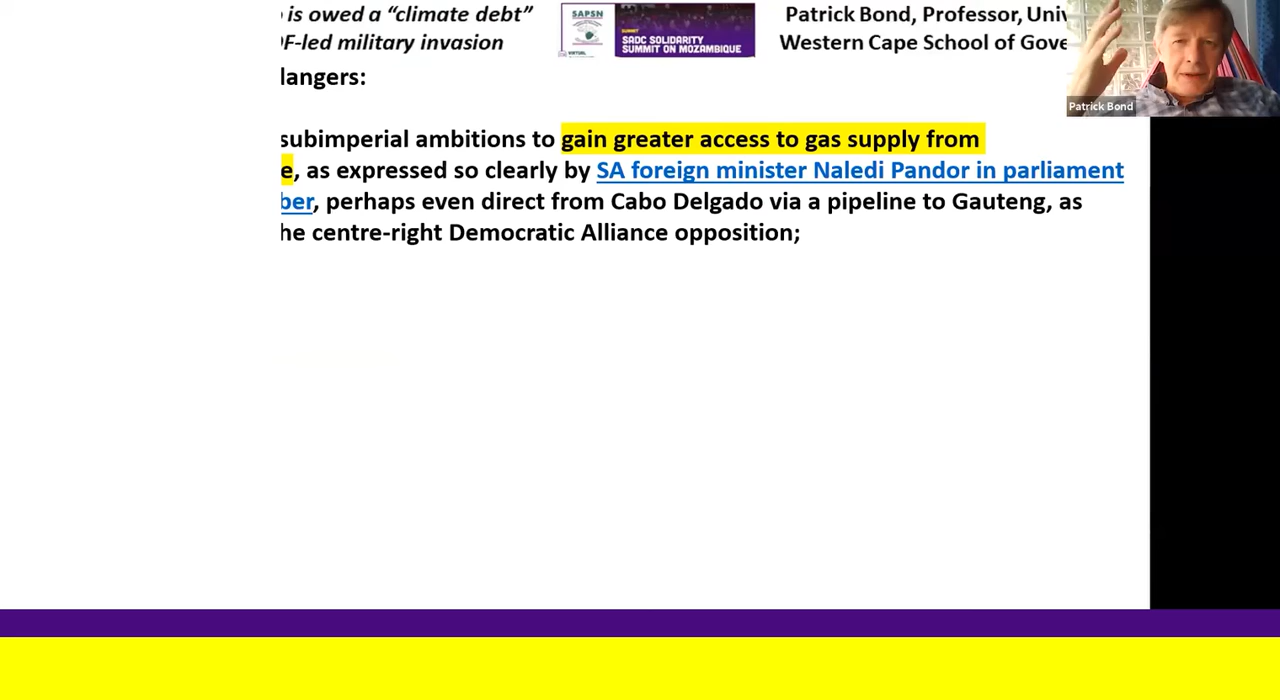 is owed a “climate debt”
F-led military invasion
SAPSN
VIRTUAL
SUMMIT
SADC SOLIDARITY
SUMMIT ON MOZAMBIQUE
Patrick Bond, Professor, Univ
Western Cape School of Gove
Patrick Bond
langers:
subimperial ambitions to gain greater access to gas supply from
e, as expressed so clearly by SA foreign minister Naledi Pandor in parliament
ber, perhaps even direct from Cabo Delgado via a pipeline to Gauteng, as
he centre-right Democratic Alliance opposition;